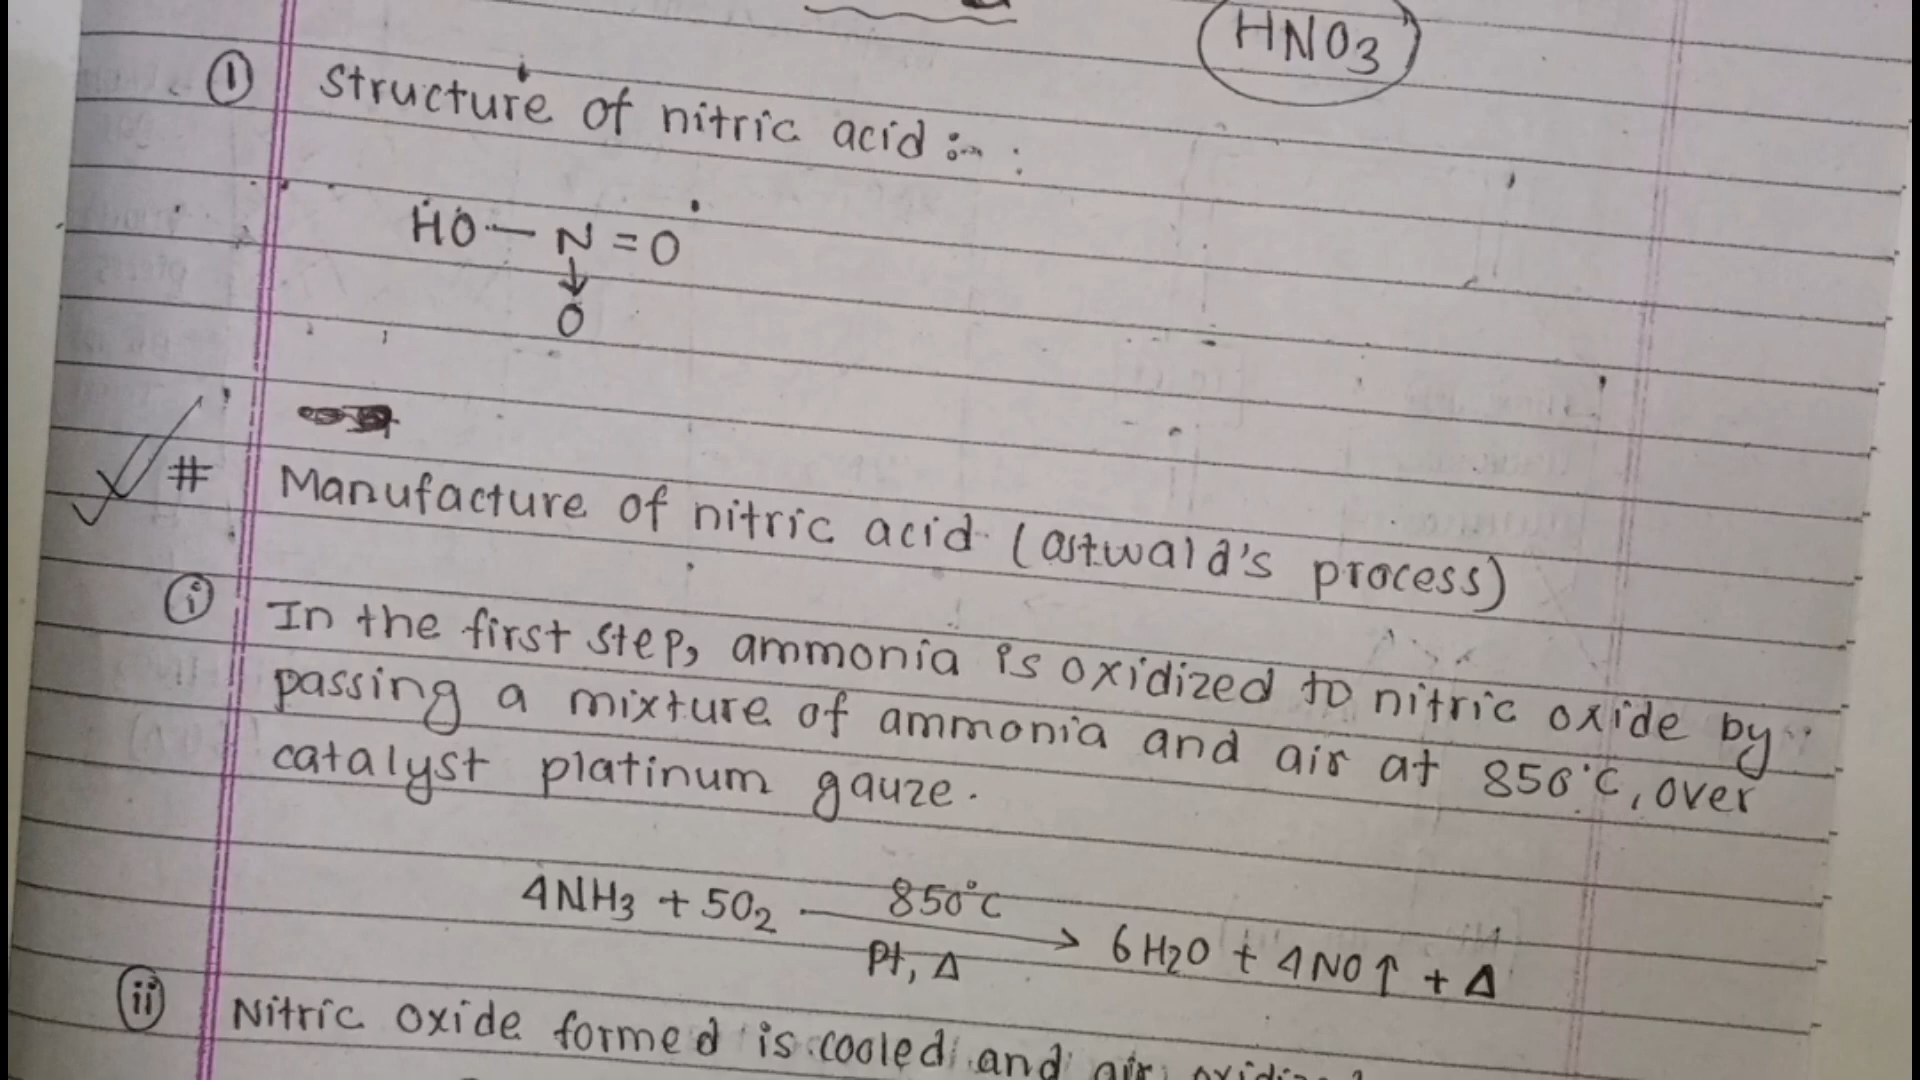 HNO3
① Structure of nitric acid :-
HO — N = O
↓
O
# Manufacture of nitric acid (ostwald's process)
ⓘ In the first step, ammonia is oxidized to nitric oxide by
passing a mixture of ammonia and air at 850°C, over
catalyst platinum gauze.
850°C
4NH3 + 5O2 ⟶ 6H2O + 4NO↑ + Δ
Pt, Δ
(ii) Nitric oxide formed is cooled and air